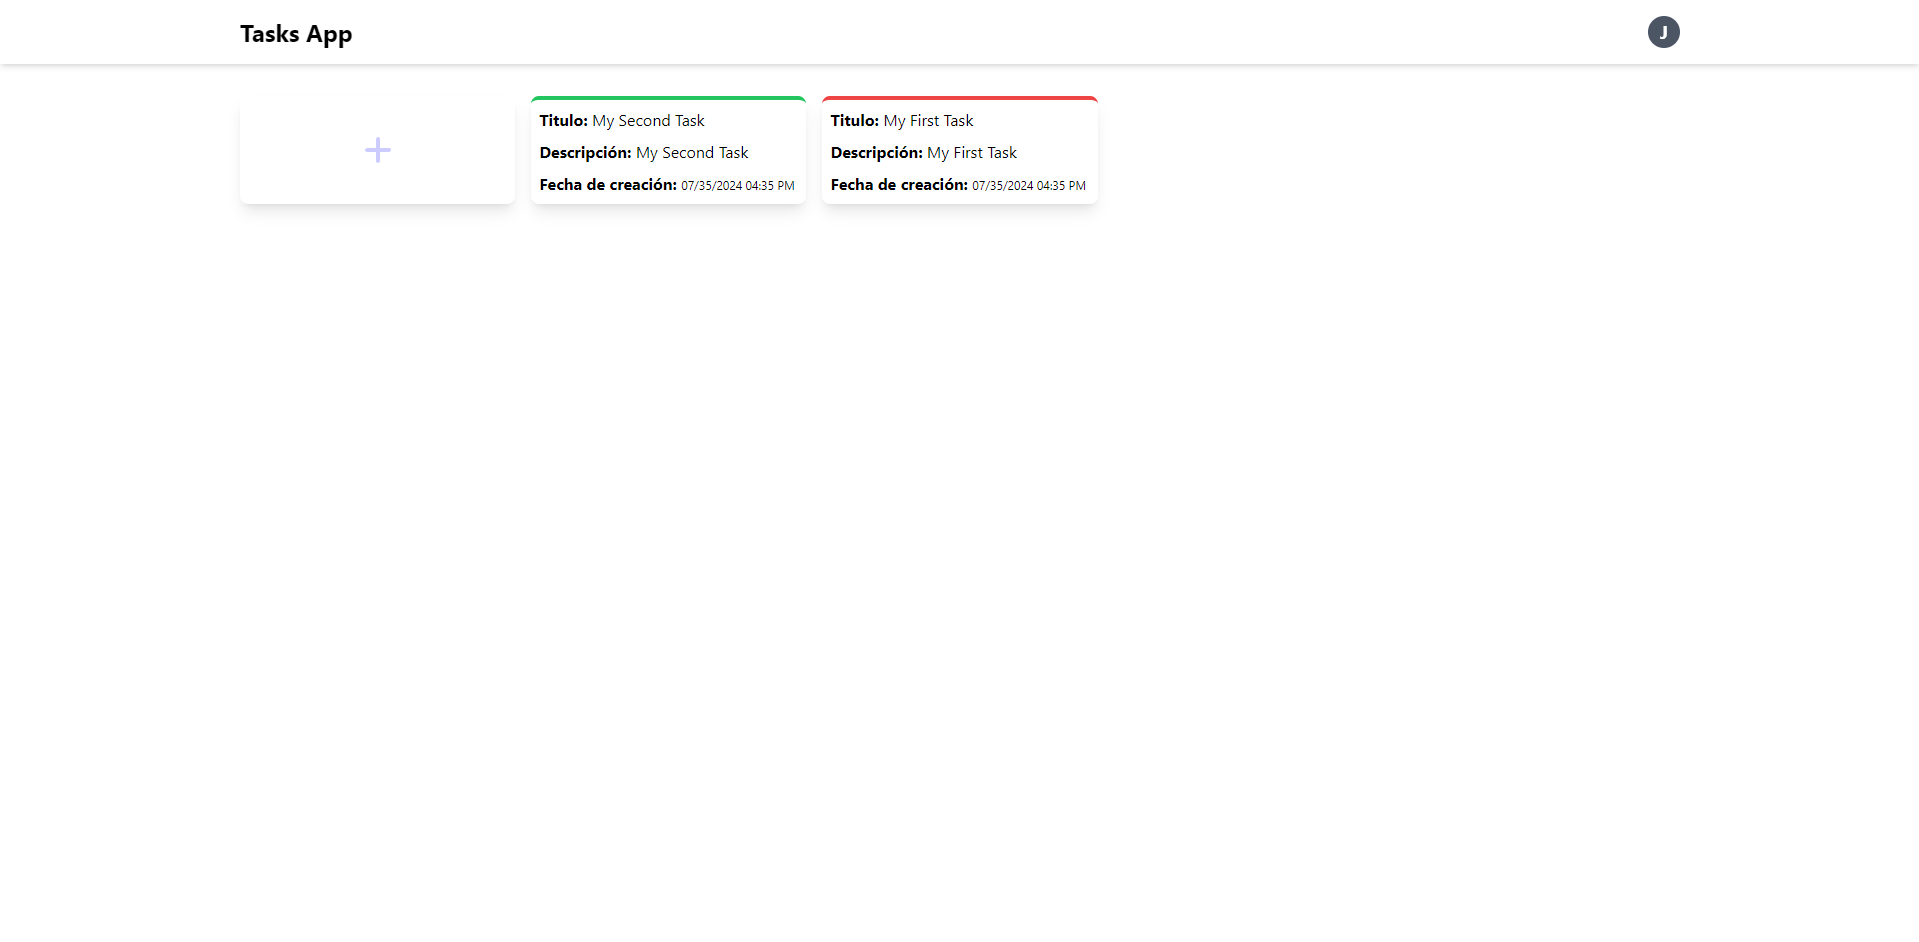 Tasks App
J
Titulo: My Second Task
Descripción: My Second Task
Fecha de creación: 07/35/2024 04:35 PM
Titulo: My First Task
Descripción: My First Task
Fecha de creación: 07/35/2024 04:35 PM